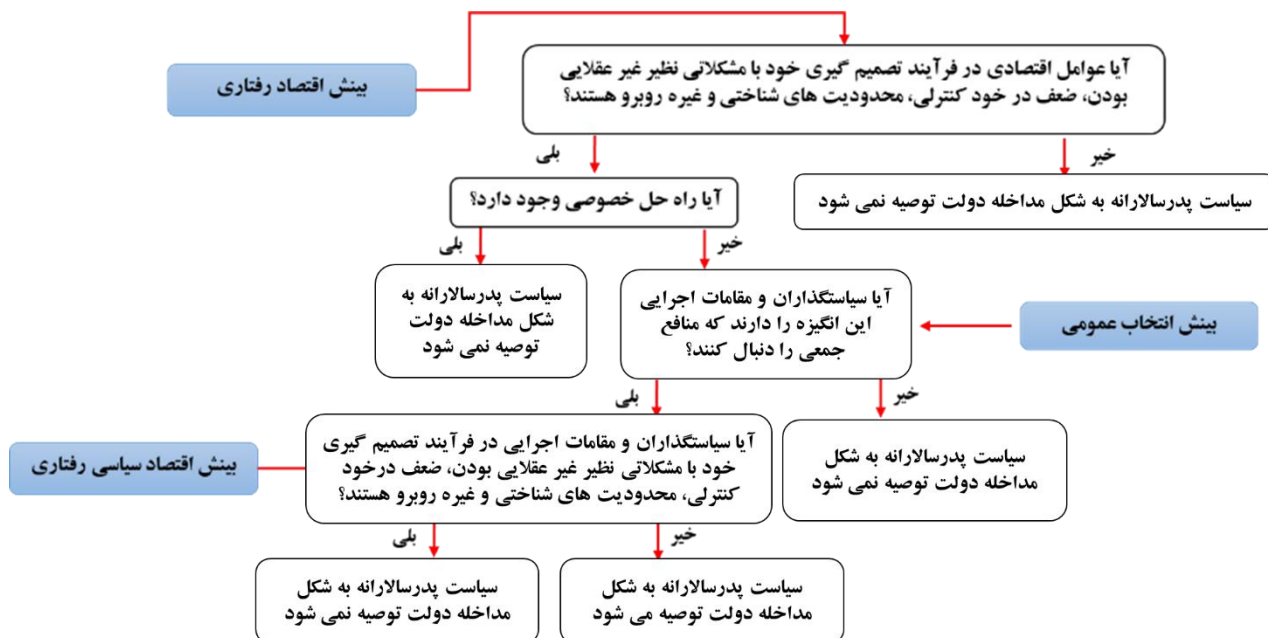 آیا عوامل اقتصادی در فرآیند تصمیم گیری خود با مشکلاتی نظیر غیر عقلایی
بودن، ضعف در خود کنترلی، محدودیت های شناختی و غیره روبرو هستند؟
بینش اقتصاد رفتاری
خیر
بلی
سیاست پدرسالارانه به شکل مداخله دولت توصیه نمی شود
آیا راه حل خصوصی وجود دارد؟
خیر
بلی
آیا سیاستگذاران و مقامات اجرایی
این انگیزه را دارند که منافع
جمعی را دنبال کنند؟
سیاست پدرسالارانه به
شکل مداخله دولت
توصیه نمی شود
بینش انتخاب عمومی
خیر
بلی
سیاست پدرسالارانه به شکل
مداخله دولت توصیه نمی شود
آیا سیاستگذاران و مقامات اجرایی در فرآیند تصمیم گیری
خود با مشکلاتی نظیر غیر عقلایی بودن، ضعف درخود
کنترلی، محدودیت های شناختی و غیره روبرو هستند؟
بینش اقتصاد سیاسی رفتاری
خیر
بلی
سیاست پدرسالارانه به شکل
مداخله دولت توصیه می شود
سیاست پدرسالارانه به شکل
مداخله دولت توصیه نمی شود